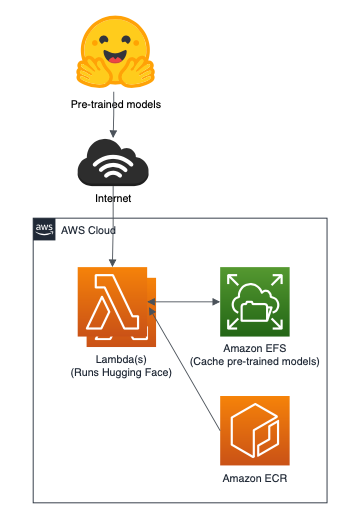 Pre-trained models
Internet
aws
AWS Cloud
Lambda(s)
(Runs Hugging Face)
Amazon EFS
(Cache pre-trained models)
Amazon ECR